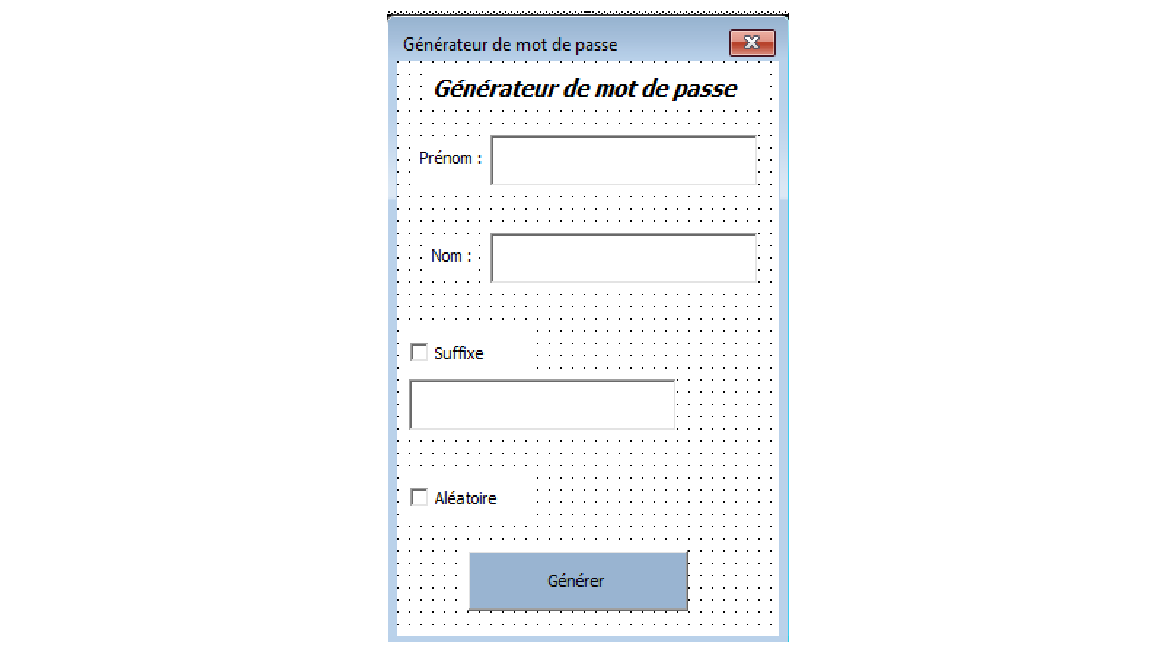 Générateur de mot de passe
Générateur de mot de passe
Prénom :
Nom :
Suffixe
Aléatoire
Générer